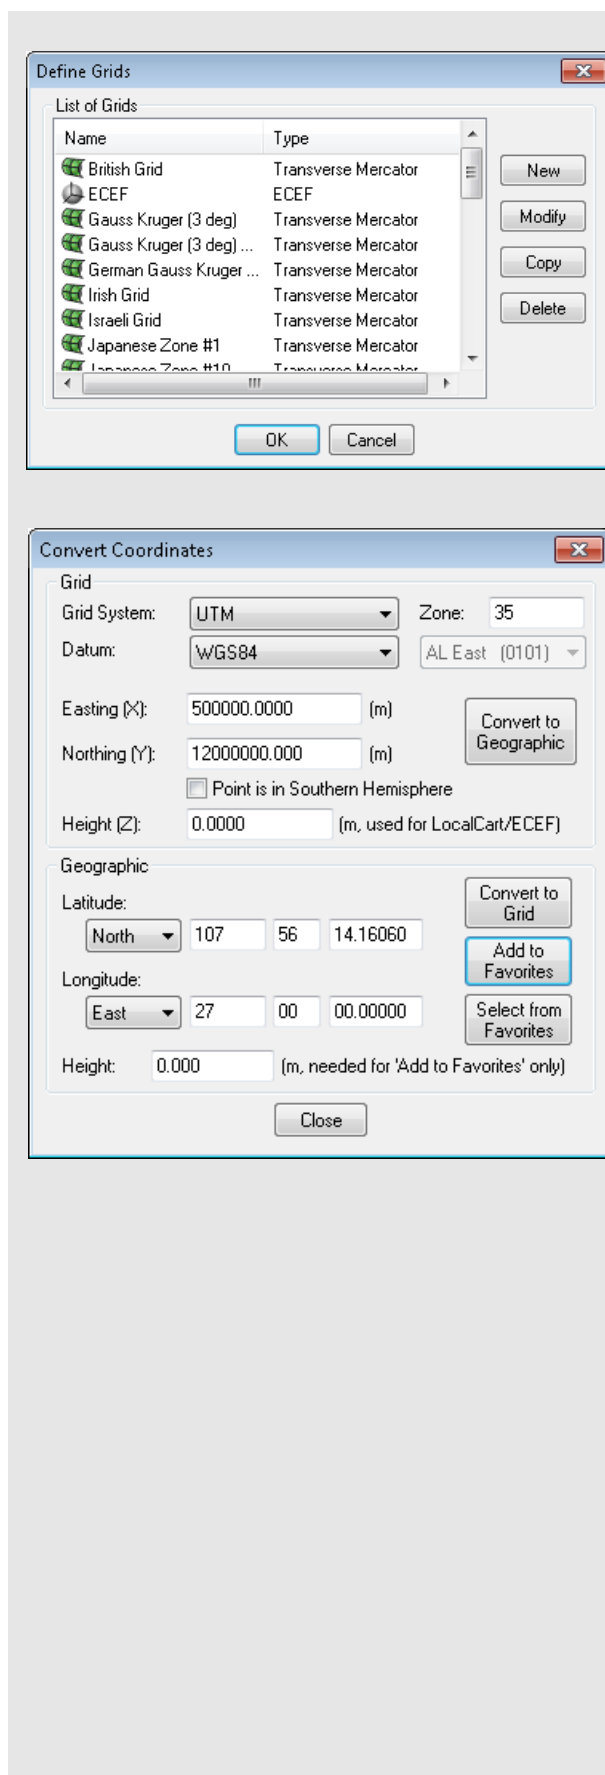 Define Grids
List of Grids
Name Type
British Grid Transverse Mercator
ECEF ECEF
Gauss Kruger (3 deg) Transverse Mercator
Gauss Kruger (3 deg) ... Transverse Mercator
German Gauss Kruger ... Transverse Mercator
Irish Grid Transverse Mercator
Israeli Grid Transverse Mercator
Japanese Zone #1 Transverse Mercator
Japanese Zone #10 Transverse Mercator
New
Modify
Copy
Delete
OK Cancel
Convert Coordinates
Grid
Grid System: UTM Zone: 35
Datum: WGS84 AL East (0101)
Easting (X): 500000.0000 (m)
Northing (Y): 12000000.000 (m)
Convert to
Geographic
Point is in Southern Hemisphere
Height (Z): 0.0000 (m, used for LocalCart/ECEF)
Geographic
Latitude:
North 107 56 14.16060
Longitude:
East 27 00 00.00000
Convert to
Grid
Add to
Favorites
Select from
Favorites
Height: 0.000 (m, needed for 'Add to Favorites' only)
Close